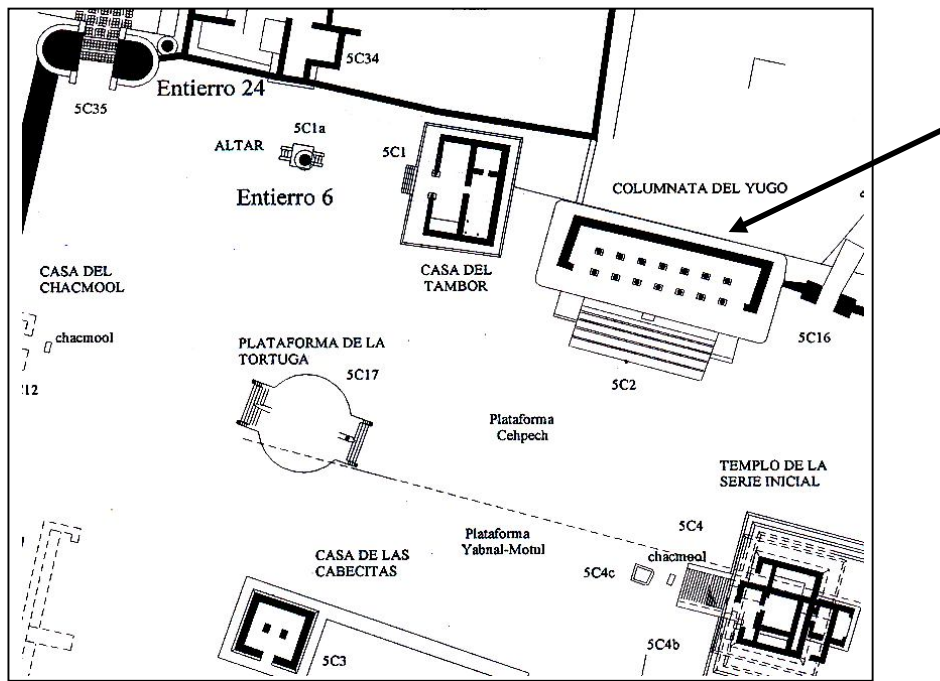 5C34
Entierro 24
5C35
5C1a
ALTAR
5C1
Entierro 6
COLUMNATA DEL YUGO
CASA DEL
CHACMOOL
CASA DEL
TAMBOR
chacmool
5C16
PLATAFORMA DE LA
TORTUGA
5C17
5C2
C12
Plataforma
Cehpech
TEMPLO DE LA
SERIE INICIAL
Plataforma
Yabnal-Motul
5C4
chacmool
CASA DE LAS
CABECITAS
5C4c
5C3
5C4b